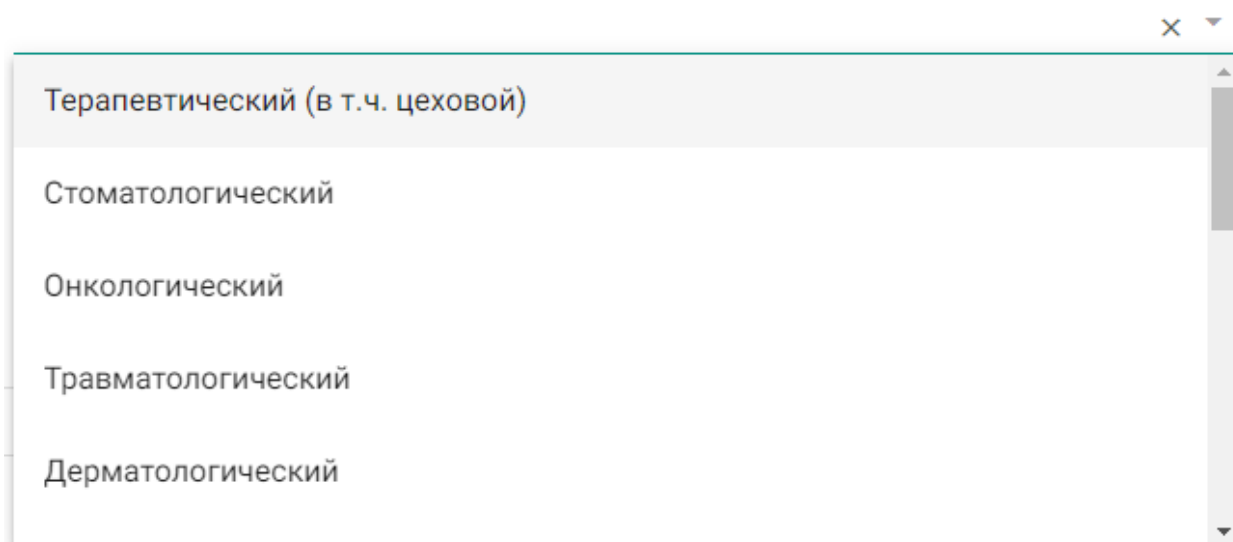 Терапевтический (в т.ч. цеховой)
Стоматологический
Онкологический
Травматологический
Дерматологический